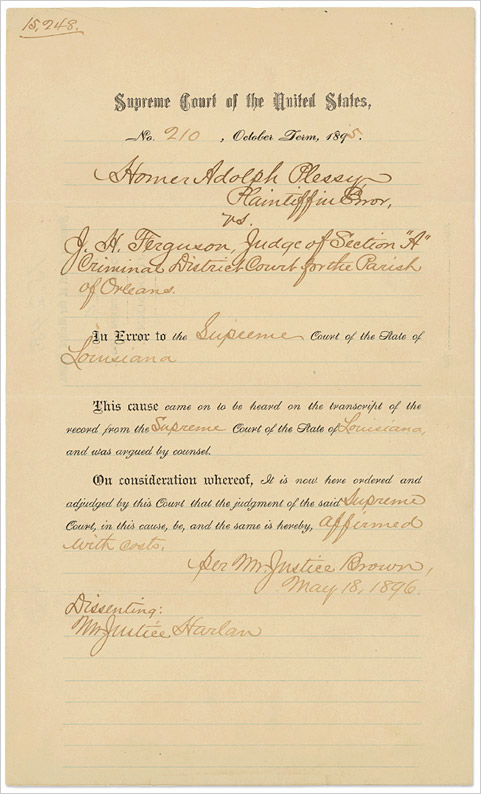 15,248.
Supreme Court of the United States,
No. 210, October Term, 1895.
Homer Adolph Plessy,
Plaintiff in Error,
vs.
J. H. Ferguson, Judge of Section "A"
Criminal District Court for the Parish
of Orleans.
In Error to the Supreme Court of the State of
Louisiana
This cause came on to be heard on the transcript of the
record from the Supreme Court of the State of Louisiana,
and was argued by counsel.
On consideration whereof, It is now here ordered and
adjudged by this Court that the judgment of the said Supreme
Court, in this cause, be, and the same is hereby, affirmed
with costs.
per Mr. Justice Brown,
May 18, 1896.
Dissenting:
Mr. Justice Harlan